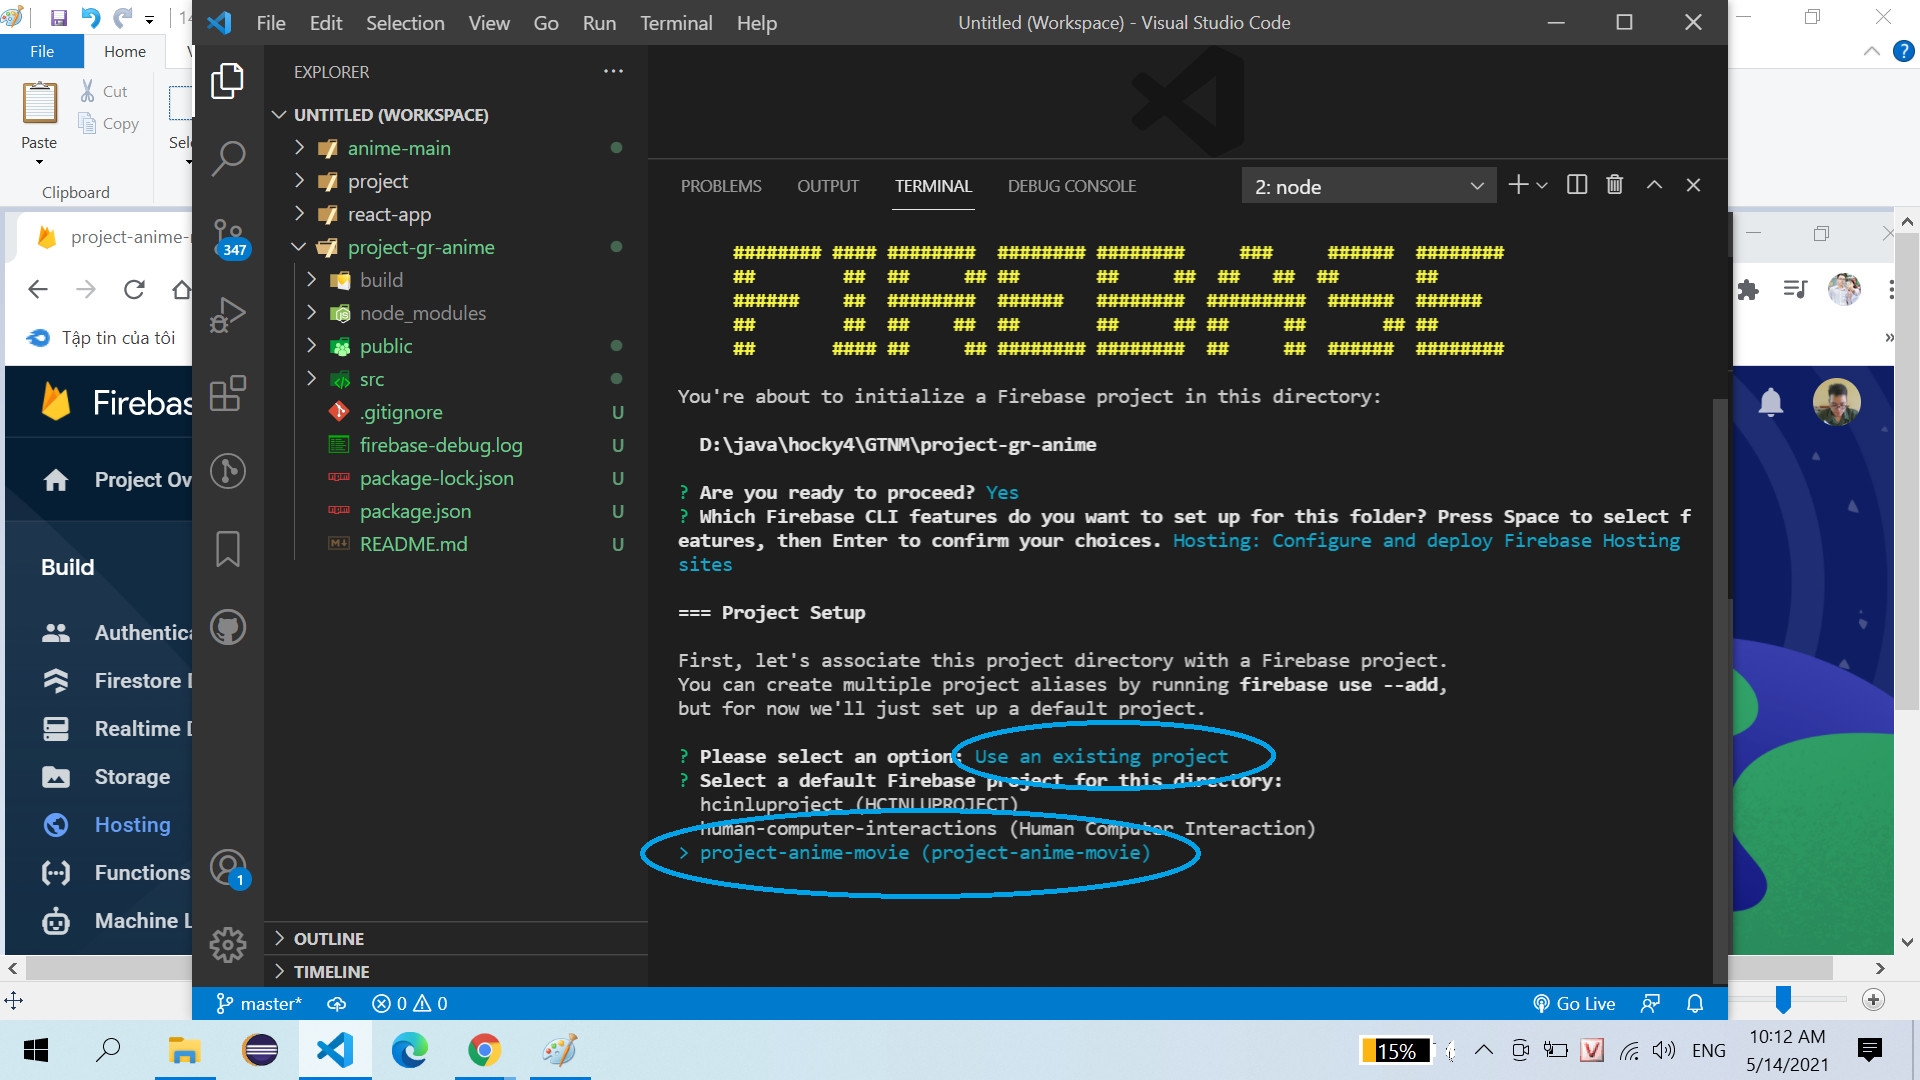 File Edit Selection View Go Run Terminal Help
Untitled (Workspace) - Visual Studio Code
File
Home
Paste
Cut
Copy
Clipboard
project-anime-
Tập tin của tôi
Firebas
Project Ov
Build
Authentica
Firestore
Realtime
Storage
Hosting
Functions
Machine L
EXPLORER
UNTITLED (WORKSPACE)
anime-main
project
react-app
project-gr-anime
build
node_modules
public
src
.gitignore U
firebase-debug.log U
package-lock.json U
package.json U
README.md U
OUTLINE
TIMELINE
347
1
PROBLEMS OUTPUT TERMINAL DEBUG CONSOLE
2: node
######## #### ######## ######## ######## ### ###### ########
## ## ## ## ## ## ## ## ## ## ##
###### ## ######## ###### ######## ######### ###### ######
## ## ## ## ## ## ## ## ## ## ##
## #### ## ## ######## ######## ## ## ###### ########
You're about to initialize a Firebase project in this directory:
D:\java\hocky4\GTNM\project-gr-anime
? Are you ready to proceed? Yes
? Which Firebase CLI features do you want to set up for this folder? Press Space to select f
eatures, then Enter to confirm your choices. Hosting: Configure and deploy Firebase Hosting
sites
=== Project Setup
First, let's associate this project directory with a Firebase project.
You can create multiple project aliases by running firebase use --add,
but for now we'll just set up a default project.
? Please select an option: Use an existing project
? Select a default Firebase project for this directory:
hcinluproject (HCINLUPROJECT)
human-computer-interactions (Human Computer Interaction)
> project-anime-movie (project-anime-movie)
master* 0 0
Go Live
15%
ENG
10:12 AM
5/14/2021